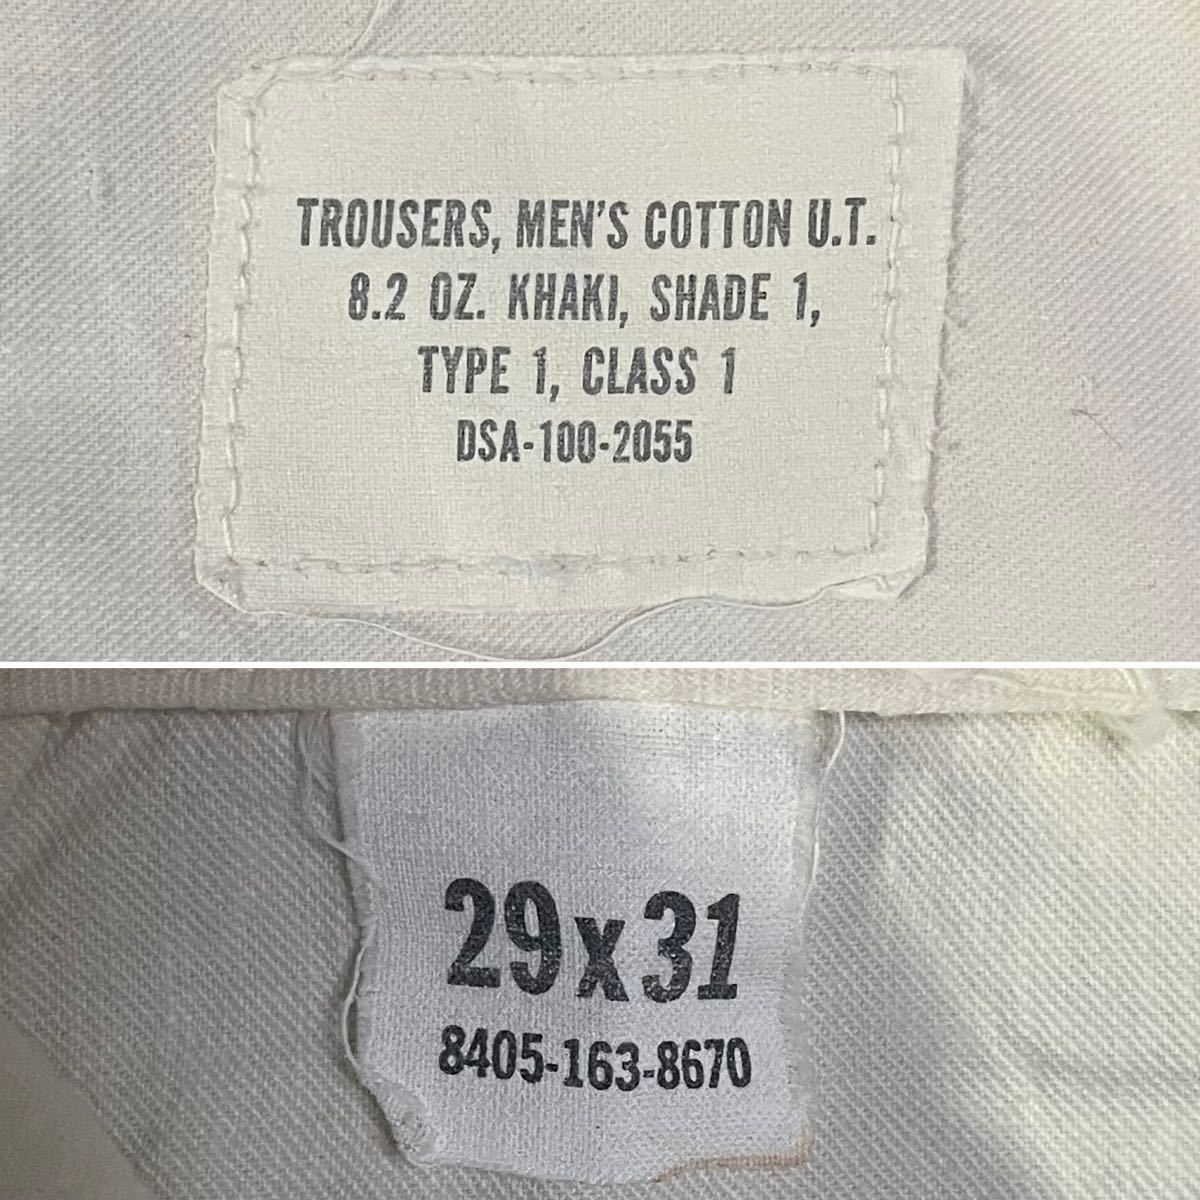 TROUSERS, MEN'S COTTON U.T.
8.2 OZ. KHAKI, SHADE 1,
TYPE 1, CLASS 1
DSA-100-2055
29x31
8405-163-8670